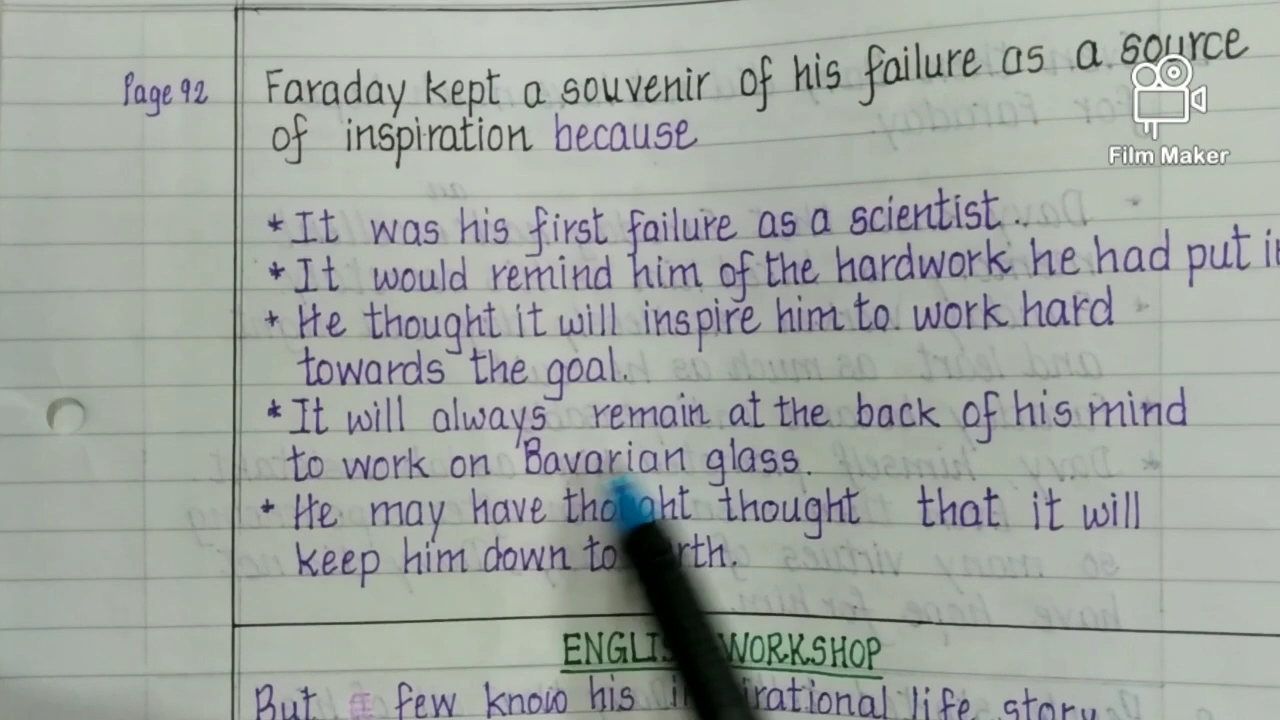 Page 92
Faraday kept a souvenir of his failure as a source
of inspiration because
Film Maker
* It was his first failure as a scientist.
* It would remind him of the hardwork he had put i
* He thought it will inspire him to work hard
towards the goal.
* It will always remain at the back of his mind
to work on Bavarian glass.
* He may have thought thought that it will
keep him down to
ENGLISH WORKSHOP
But few know his life story.